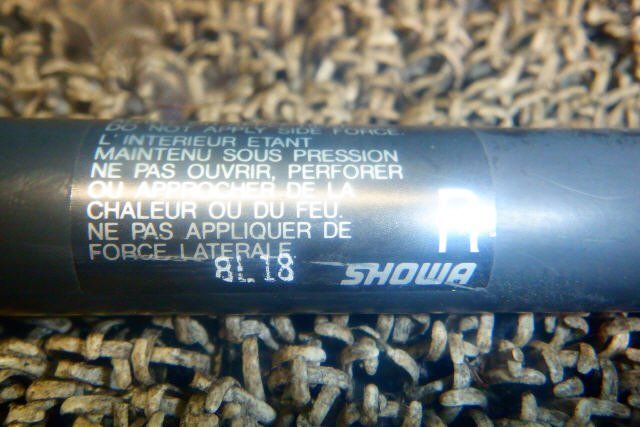 DO NOT APPLY SIDE FORCE.
L'INTERIEUR ETANT
MAINTENU SOUS PRESSION
NE PAS OUVRIR, PERFORER
OU APPROCHER DE LA
CHALEUR OU DU FEU.
NE PAS APPLIQUER DE
FORCE LATERALE
8L18
SHOWA